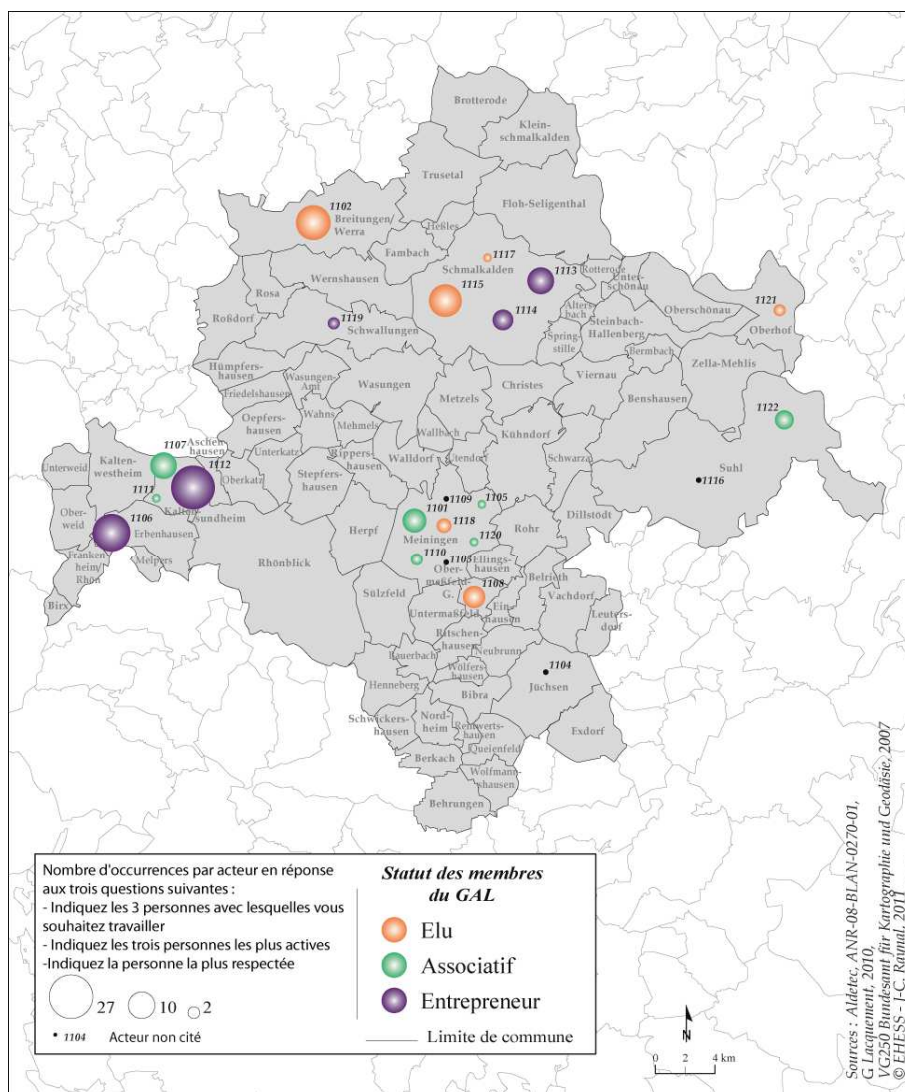 Brotterode
Klein-
schmalkalden
Trusetal
Floh-Seligenthal
1102
Breitungen/
Werra
Heßles
Fambach
1117
Schmalkalden
1113
Rotterode
Unter-
schönau
Wernshausen
1115
Rosa
1114
Alters-
bach
Oberschönau
1121
Oberhof
Roßdorf
1119
Schwallungen
Steinbach-
Hallenberg
Spring-
stille
Bermbach
Zella-Mehlis
Hümpfers-
hausen
Wasungen-
Amt
Wasungen
Christes
Viernau
Friedelshausen
Metzels
Benshausen
Oepfers-
hausen
Wahns
Mehmels
1122
1107
Aschen-
hausen
Wallbach
Kühndorf
Kalten-
westheim
Unterkatz
Rippers-
hausen
Walldorf
Utendorf
Schwarza
Suhl
Unterweid
1112
Oberkatz
Stepfers-
hausen
1116
1111
1109
1105
Ober-
weid
Kalten-
sundheim
1101
1118
Dillstädt
1106
Erbenhausen
Herpf
Meiningen
Rohr
1120
Franken-
heim/
Rhön
Melpers
Rhönblick
1110
1103
Ellings-
hausen
Ober-
maßfeld-
G.
Belrieth
1108
Birx
Sülzfeld
Vachdorf
Untermaßfeld
Ein-
hausen
Leuters-
dorf
Ritschen-
hausen
Neubrunn
Bauerbach
Wölfers-
hausen
1104
Jüchsen
Henneberg
Bibra
Schwickers-
hausen
Nord-
heim
Rentwerts-
hausen
Exdorf
Queienfeld
Berkach
Wolfmanns-
hausen
Behrungen
Nombre d'occurrences par acteur en réponse
aux trois questions suivantes :
- Indiquez les 3 personnes avec lesquelles vous
souhaitez travailler
- Indiquez les trois personnes les plus actives
-Indiquez la personne la plus respectée
27
10
2
1104
Acteur non cité
Statut des membres
du GAL
Elu
Associatif
Entrepreneur
Limite de commune
N
0 2 4 km
Sources : Aldetec, ANR-08-BLAN-0270-01,
G Lacquement, 2010,
VG250 Bundesamt für Kartographie und Geodäsie, 2007
© EHESS - J-C. Raynal, 2011